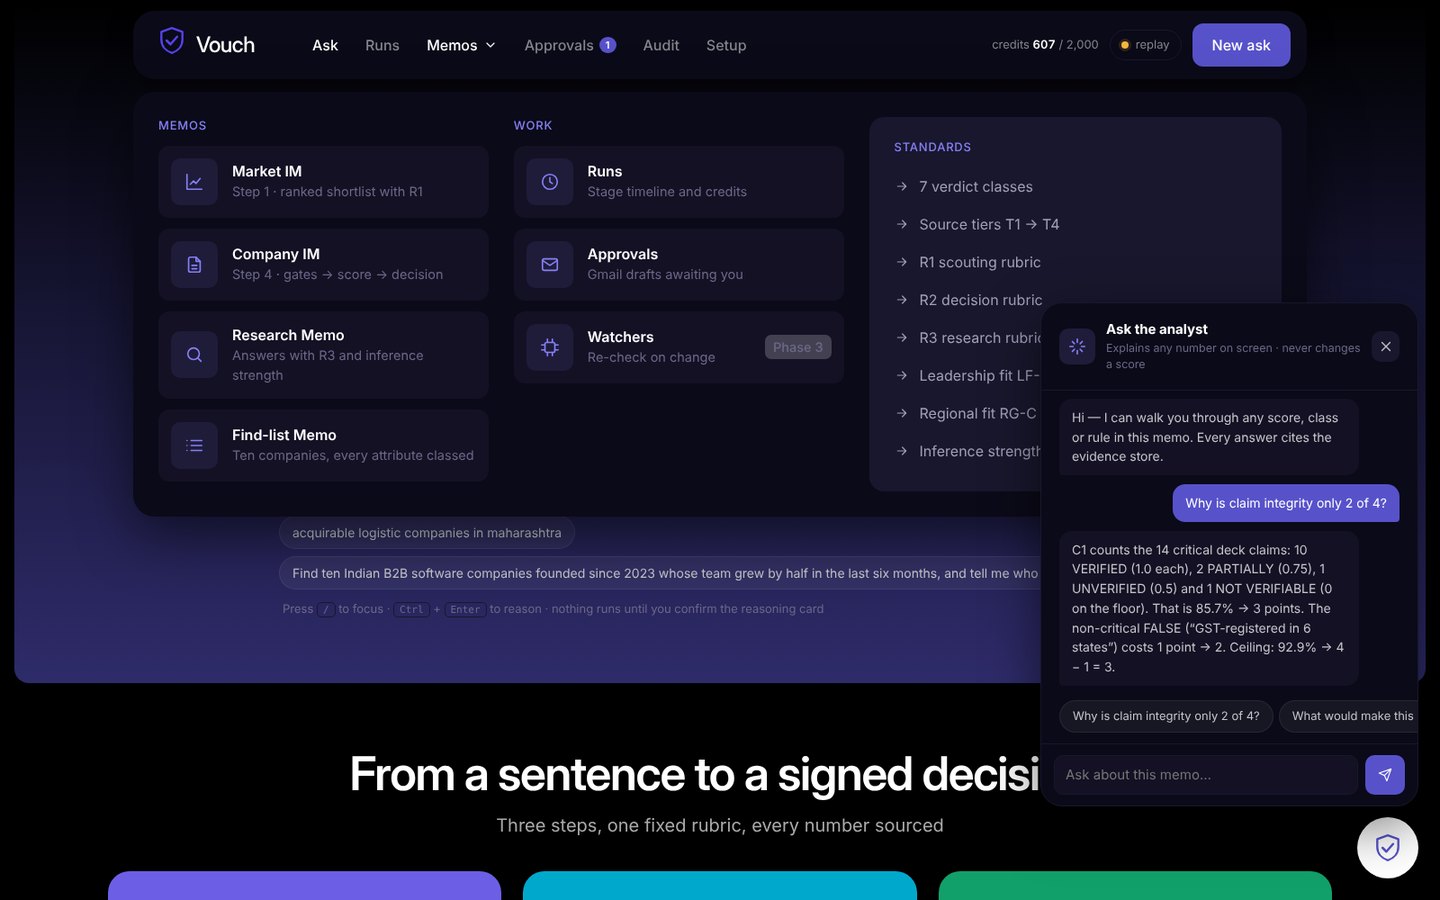 Vouch
Ask
Runs
Memos
Approvals 1
Audit
Setup
credits 607 / 2,000
replay
New ask
MEMOS
Market IM
Step 1 · ranked shortlist with R1
Company IM
Step 4 · gates → score → decision
Research Memo
Answers with R3 and inference
strength
Find-list Memo
Ten companies, every attribute classed
WORK
Runs
Stage timeline and credits
Approvals
Gmail drafts awaiting you
Watchers
Re-check on change
Phase 3
STANDARDS
→ 7 verdict classes
→ Source tiers T1 → T4
→ R1 scouting rubric
→ R2 decision rubric
→ R3 research rubric
→ Leadership fit LF-
→ Regional fit RG-C
→ Inference strength
acquirable logistic companies in maharashtra
Find ten Indian B2B software companies founded since 2023 whose team grew by half in the last six months, and tell me who
Press / to focus · Ctrl + Enter to reason · nothing runs until you confirm the reasoning card
From a sentence to a signed decisi
Three steps, one fixed rubric, every number sourced
Ask the analyst
Explains any number on screen · never changes
a score
Hi — I can walk you through any score, class
or rule in this memo. Every answer cites the
evidence store.
Why is claim integrity only 2 of 4?
C1 counts the 14 critical deck claims: 10
VERIFIED (1.0 each), 2 PARTIALLY (0.75), 1
UNVERIFIED (0.5) and 1 NOT VERIFIABLE (0
on the floor). That is 85.7% → 3 points. The
non-critical FALSE (“GST-registered in 6
states”) costs 1 point → 2. Ceiling: 92.9% → 4
− 1 = 3.
Why is claim integrity only 2 of 4?
What would make this
Ask about this memo...